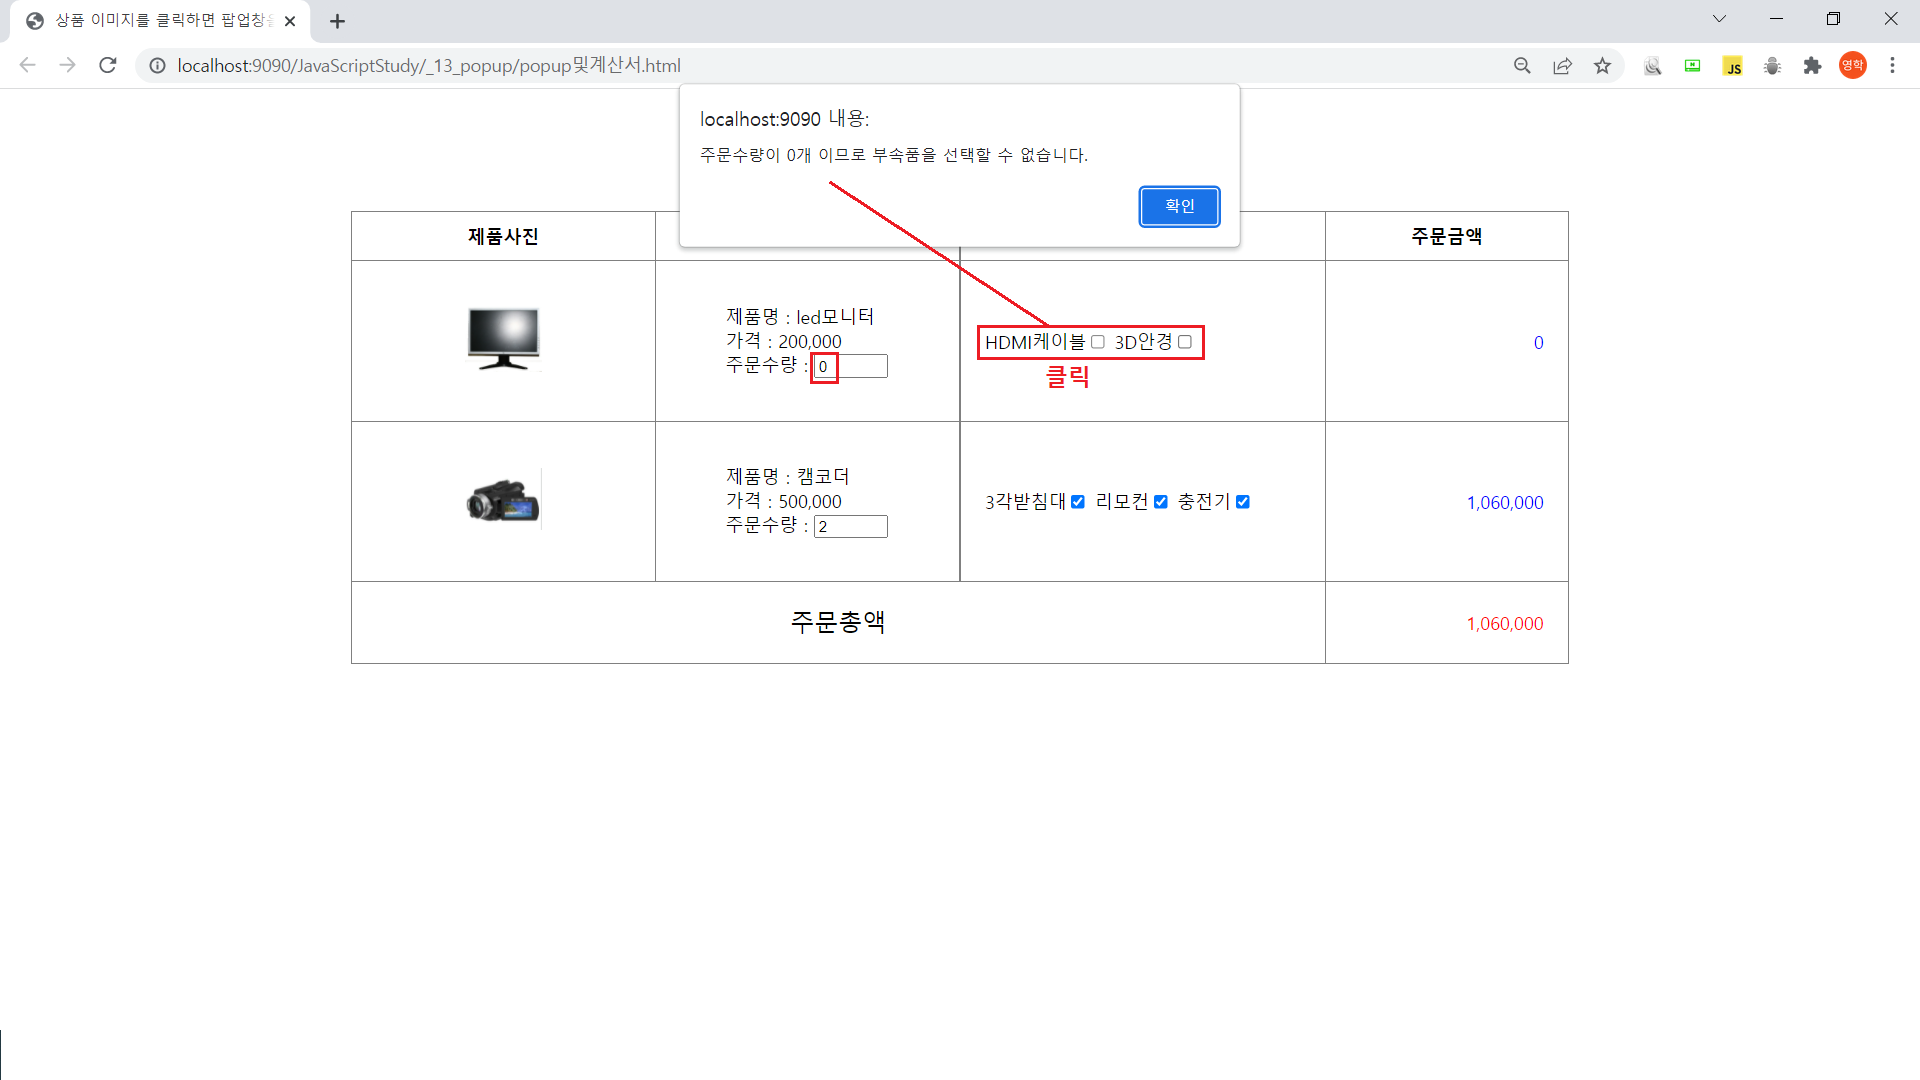 상품 이미지를 클릭하면 팝업창을
localhost:9090/JavaScriptStudy/_13_popup/popup및계산서.html
JS
영학
localhost:9090 내용:
주문수량이 0개 이므로 부속품을 선택할 수 없습니다.
확인
제품사진
주문금액
제품명 : led모니터
가격 : 200,000
주문수량 : 0
HDMI케이블 3D안경
클릭
0
제품명 : 캠코더
가격 : 500,000
주문수량 : 2
3각받침대 리모컨 충전기
1,060,000
주문총액
1,060,000